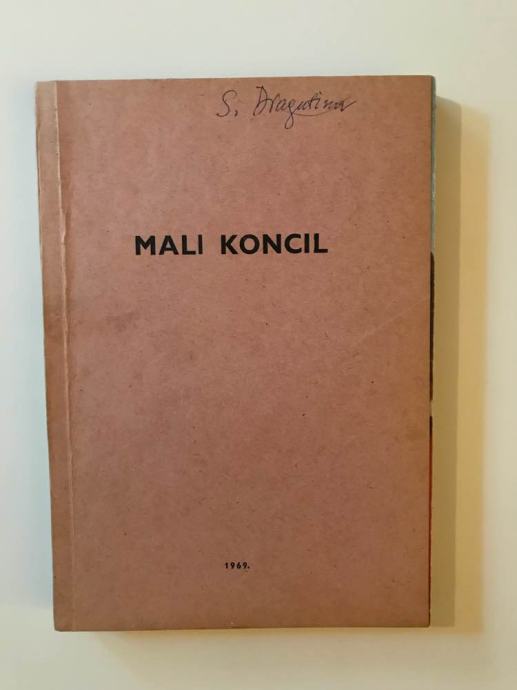 S. Dragutina
MALI KONCIL
1969.